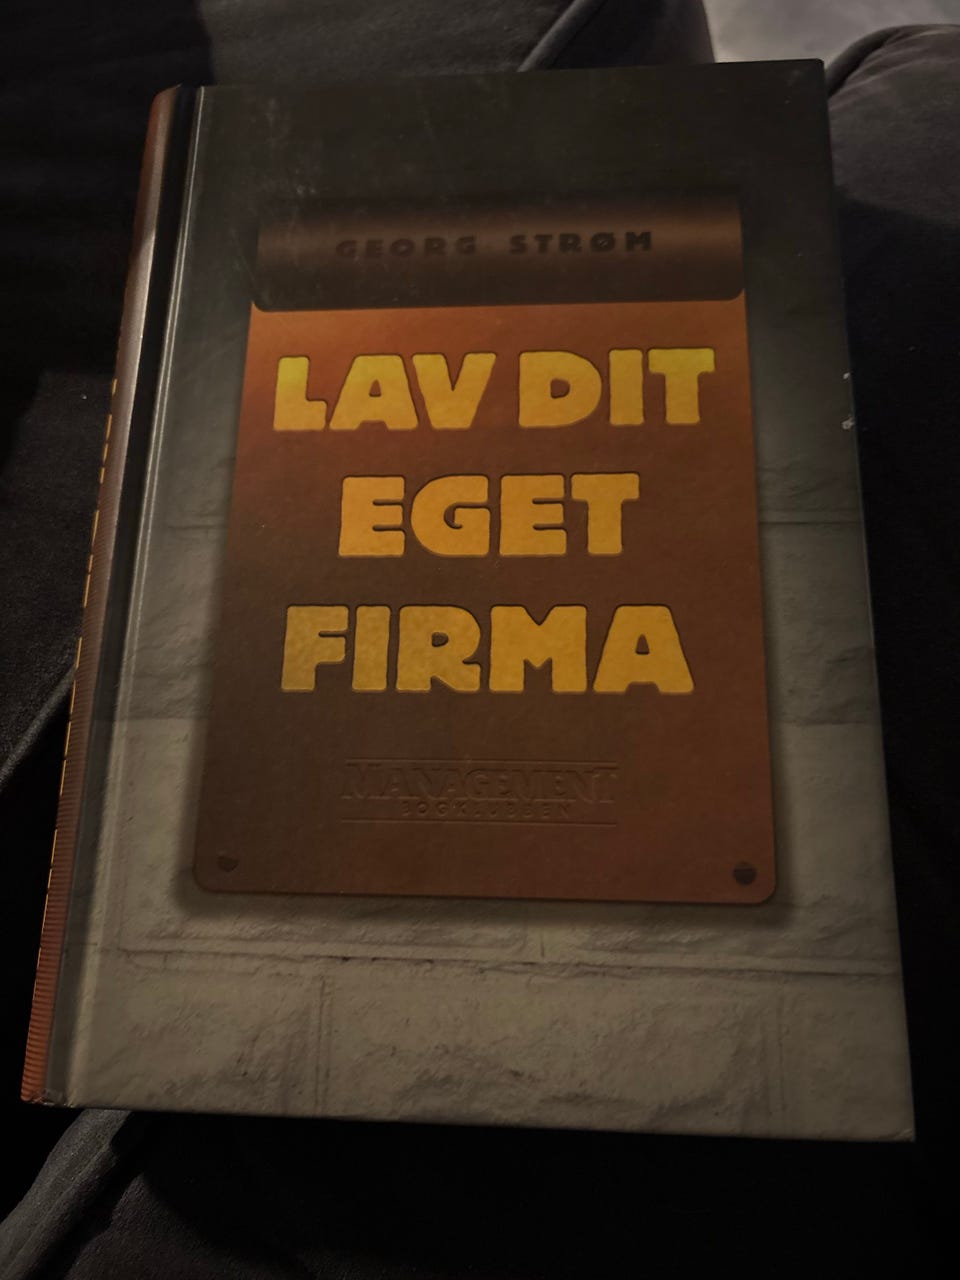 GEORG STRØM
LAV DIT
EGET
FIRMA
MANAGEMENT
BOGKLUBBEN